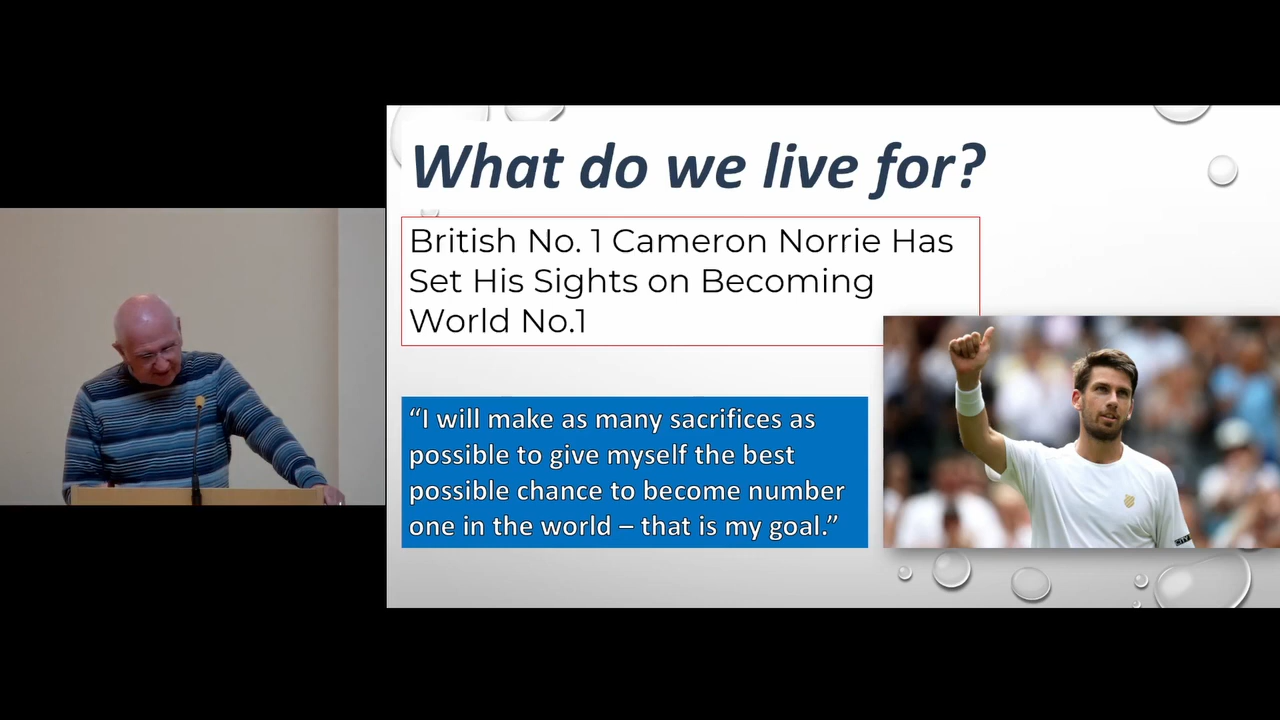 What do we live for?
British No. 1 Cameron Norrie Has
Set His Sights on Becoming
World No.1
“I will make as many sacrifices as
possible to give myself the best
possible chance to become number
one in the world – that is my goal.”